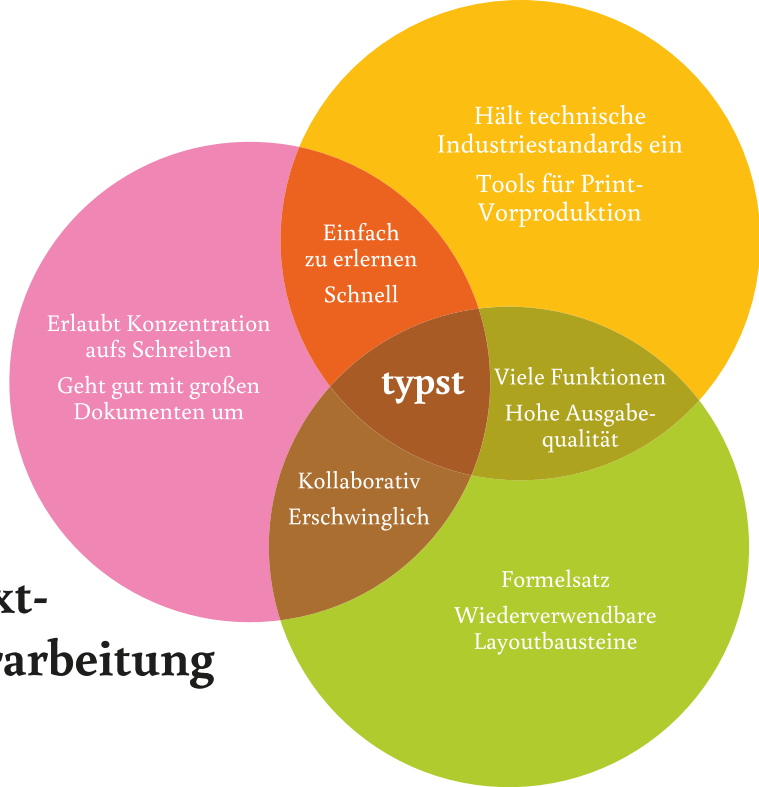 Hält technische
Industriestandards ein
Tools für Print-
Vorproduktion
Einfach
zu erlernen
Schnell
Erlaubt Konzentration
aufs Schreiben
Geht gut mit großen
Dokumenten um
typst
Viele Funktionen
Hohe Ausgabe-
qualität
Kollaborativ
Erschwinglich
Formelsatz
Wiederverwendbare
Layoutbausteine
xt-
rarbeitung